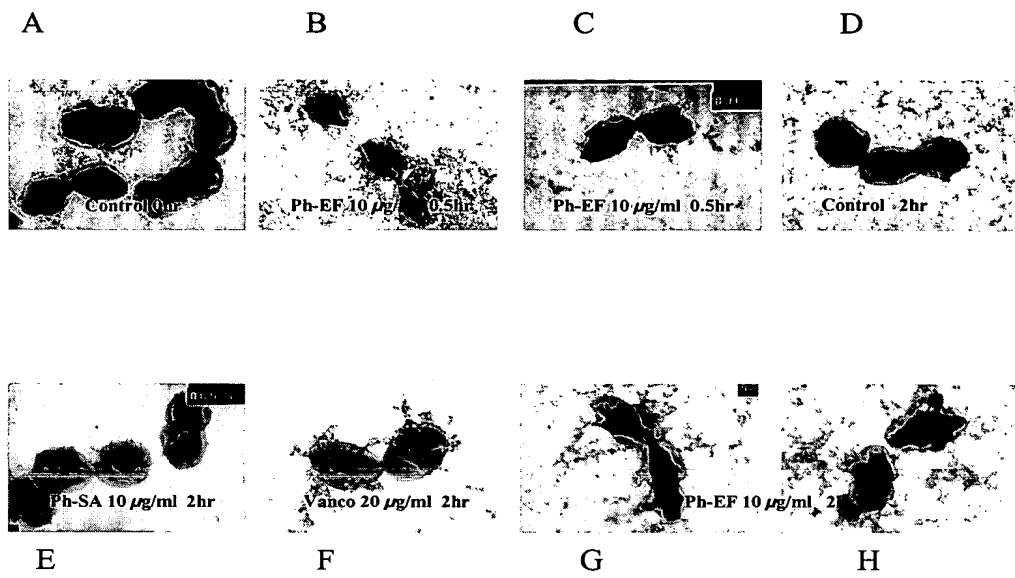 A B C D
Control 0hr
Ph-EF 10 µg/ 0.5hr
Ph-EF 10 µg/ml 0.5hr
Control 2hr
Ph-SA 10 µg/ml 2hr
Vanco 20 µg/ml 2hr
Ph-EF 10 µg/ml 2
E F G H